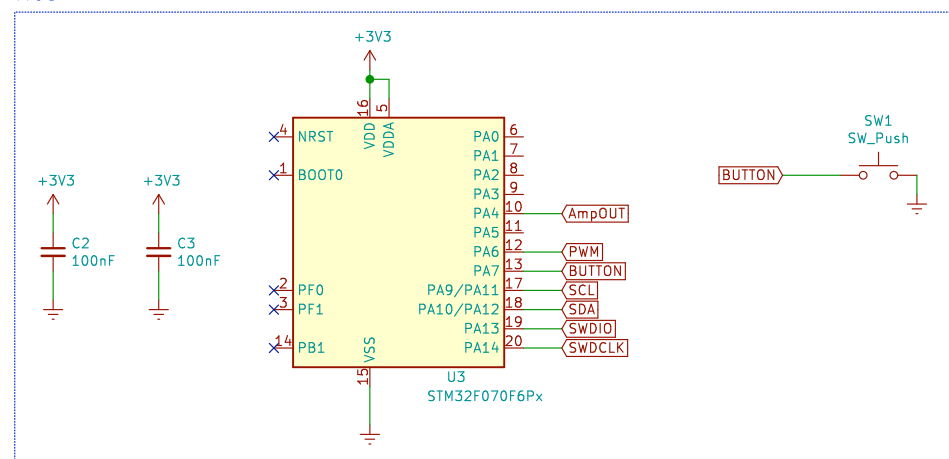 +3V3
16
5
VDD
VDDA
4 NRST
1 BOOT0
2 PF0
3 PF1
14 PB1
VSS
15
PA0 6
PA1 7
PA2 8
PA3 9
PA4 10 AmpOUT
PA5 11
PA6 12 PWM
PA7 13 BUTTON
PA9/PA11 17 SCL
PA10/PA12 18 SDA
PA13 19 SWDIO
PA14 20 SWDCLK
U3
STM32F070F6Px
+3V3
C2
100nF
+3V3
C3
100nF
SW1
SW_Push
BUTTON